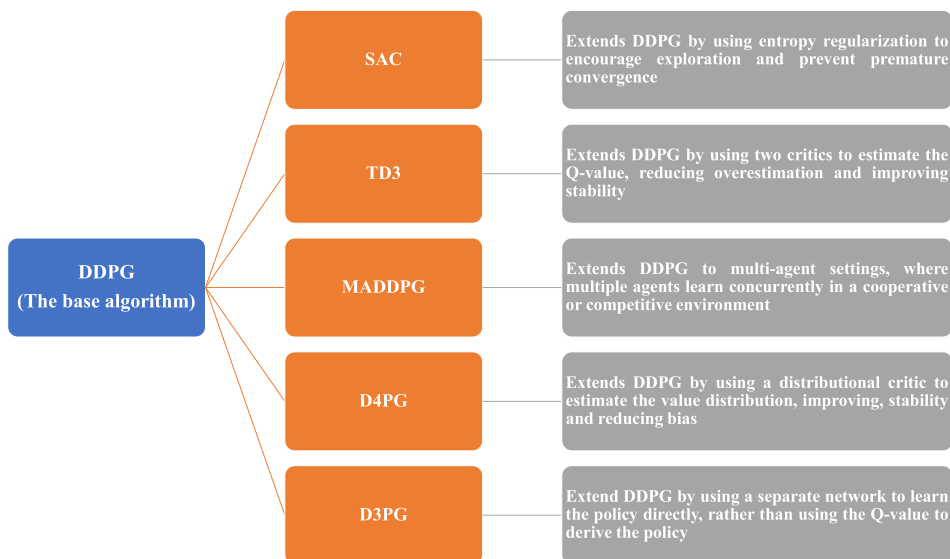 SAC
Extends DDPG by using entropy regularization to
encourage exploration and prevent premature
convergence
TD3
Extends DDPG by using two critics to estimate the
Q-value, reducing overestimation and improving
stability
DDPG
(The base algorithm)
MADDPG
Extends DDPG to multi-agent settings, where
multiple agents learn concurrently in a cooperative
or competitive environment
D4PG
Extends DDPG by using a distributional critic to
estimate the value distribution, improving, stability
and reducing bias
D3PG
Extend DDPG by using a separate network to learn
the policy directly, rather than using the Q-value to
derive the policy